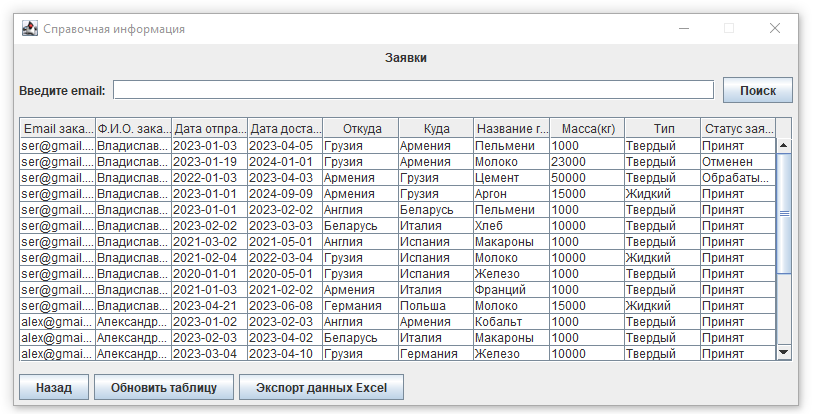 Справочная информация
Заявки
Введите email: Поиск
Email зака... Ф.И.О. зака... Дата отпра... Дата доста... Откуда Куда Название г... Масса(кг) Тип Статус зая...
ser@gmail.... Владислав... 2023-01-03 2023-04-05 Грузия Армения Пельмени 1000 Твердый Принят
ser@gmail.... Владислав... 2023-01-19 2024-01-01 Грузия Армения Молоко 23000 Твердый Отменен
ser@gmail.... Владислав... 2022-01-03 2023-04-03 Армения Грузия Цемент 50000 Твердый Обрабаты...
ser@gmail.... Владислав... 2023-01-01 2024-09-09 Армения Грузия Аргон 15000 Жидкий Принят
ser@gmail.... Владислав... 2023-01-01 2023-02-02 Англия Беларусь Пельмени 1000 Твердый Принят
ser@gmail.... Владислав... 2023-02-02 2023-03-03 Беларусь Италия Хлеб 10000 Твердый Принят
ser@gmail.... Владислав... 2021-03-02 2021-05-01 Англия Испания Макароны 1000 Твердый Принят
ser@gmail.... Владислав... 2021-02-04 2022-03-04 Грузия Испания Молоко 10000 Жидкий Принят
ser@gmail.... Владислав... 2020-01-01 2020-05-01 Грузия Испания Железо 1000 Твердый Принят
ser@gmail.... Владислав... 2021-01-03 2021-02-02 Армения Италия Франций 1000 Твердый Принят
ser@gmail.... Владислав... 2023-04-21 2023-06-08 Германия Польша Молоко 15000 Жидкий Принят
alex@gmai... Александр... 2023-01-02 2023-02-03 Англия Армения Кобальт 1000 Твердый Принят
alex@gmai... Александр... 2023-02-03 2023-04-02 Беларусь Италия Макароны 1000 Твердый Принят
alex@gmai... Александр... 2023-03-04 2023-04-10 Грузия Германия Железо 10000 Твердый Принят
Назад Обновить таблицу Экспорт данных Excel